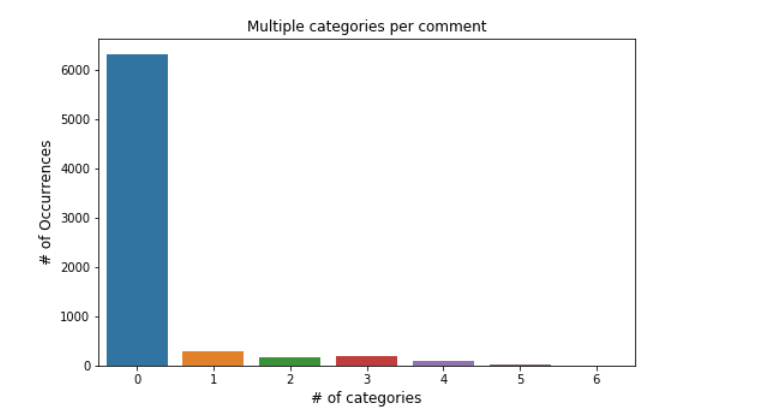 Multiple categories per comment
# of Occurrences
6000
5000
4000
3000
2000
1000
0
0 1 2 3 4 5 6
# of categories